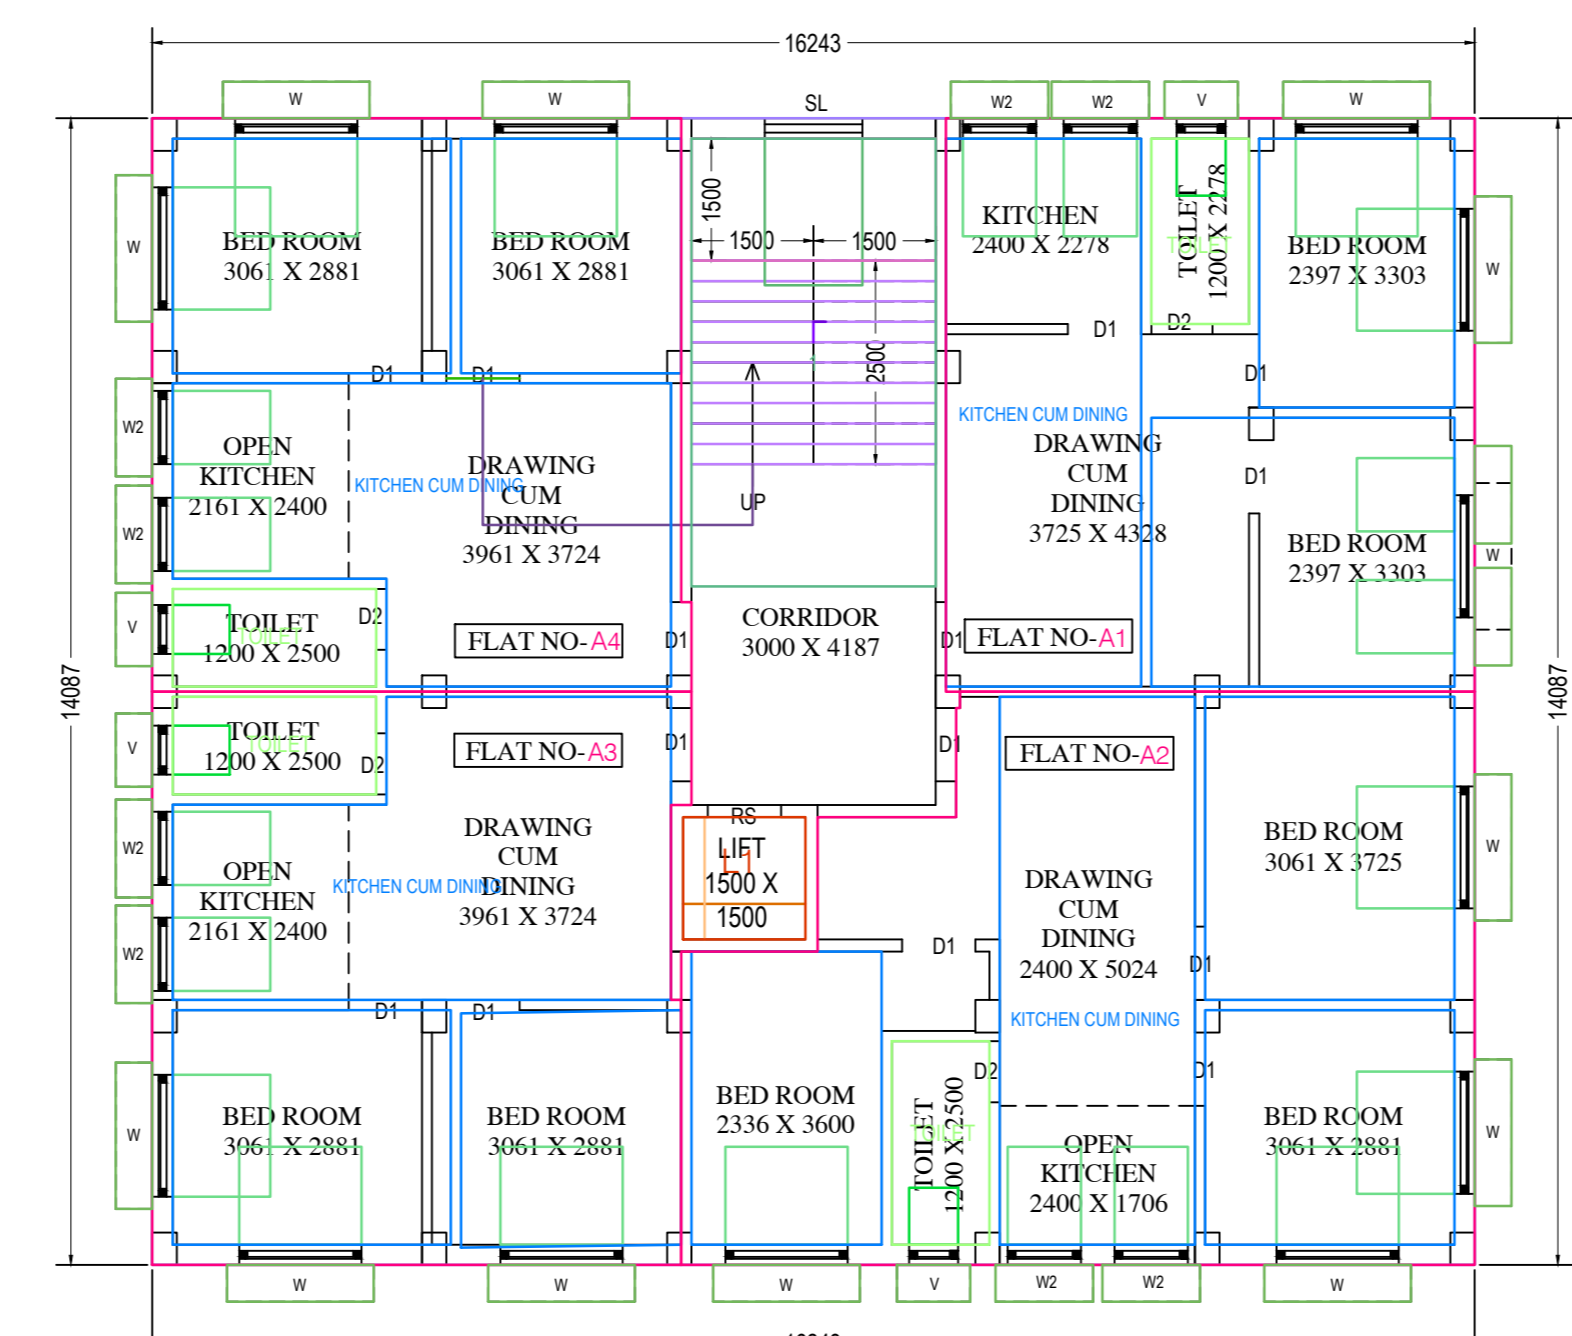 16243
W
W
SL
W2
W2
V
W
1500
1500
1500
2500
UP
W
BED ROOM
3061 X 2881
BED ROOM
3061 X 2881
KITCHEN
2400 X 2278
TOILET
1200 X 2278
TOILET
BED ROOM
2397 X 3303
W
D1
D2
D1
D1
D1
W2
OPEN
KITCHEN
2161 X 2400
KITCHEN CUM DINING
DRAWING
CUM
DINING
3961 X 3724
KITCHEN CUM DINING
DRAWING
CUM
DINING
3725 X 4328
D1
BED ROOM
2397 X 3303
W
W2
V
TOILET
TOILET
1200 X 2500
D2
FLAT NO-A4
D1
CORRIDOR
3000 X 4187
D1
FLAT NO-A1
14087
14087
V
TOILET
TOILET
1200 X 2500
D2
FLAT NO-A3
D1
D1
FLAT NO-A2
W2
OPEN
KITCHEN
2161 X 2400
KITCHEN CUM DINING
DRAWING
CUM
DINING
3961 X 3724
RS
LIFT
L1
1500 X
1500
BED ROOM
3061 X 3725
W
W2
D1
DRAWING
CUM
DINING
2400 X 5024
D1
KITCHEN CUM DINING
D1
D1
D2
D1
W
BED ROOM
3061 X 2881
BED ROOM
3061 X 2881
BED ROOM
2336 X 3600
TOILET
1200 X 2500
TOILET
OPEN
KITCHEN
2400 X 1706
BED ROOM
3061 X 2881
W
W
W
W
V
W2
W2
W